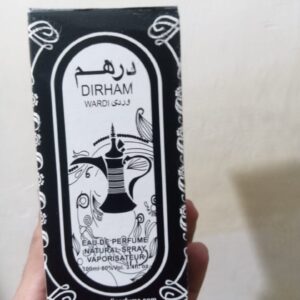 درهم
DIRHAM
WARDI وردي
EAU DE PERFUME
NATURAL SPRAY
VAPORISATEUR